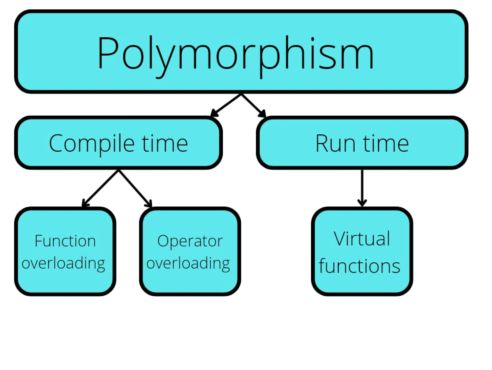 Polymorphism
Compile time
Run time
Function
overloading
Operator
overloading
Virtual
functions